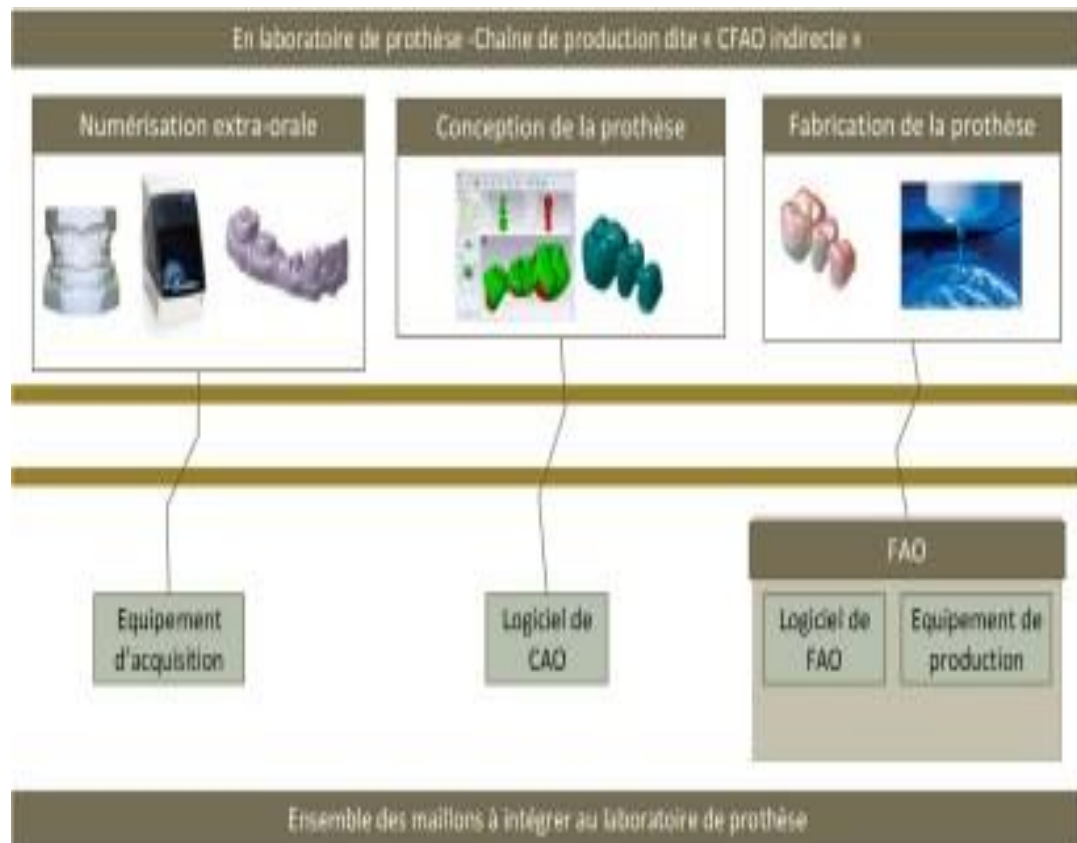 En laboratoire de prothèse -Chaîne de production dite « CFAO indirecte »
Numérisation extra-orale
Conception de la prothèse
Fabrication de la prothèse
Equipement
d'acquisition
Logiciel de
CAO
FAO
Logiciel de
FAO
Equipement de
production
Ensemble des maillons à intégrer au laboratoire de prothèse